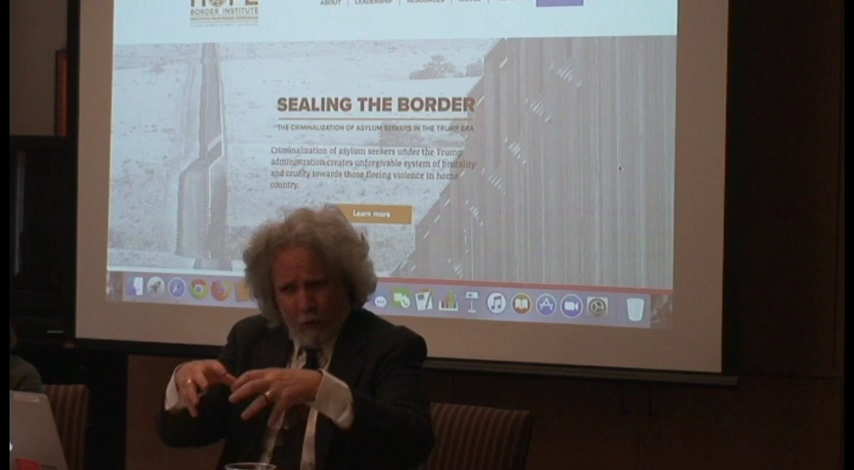 HOPE
BORDER INSTITUTE
ABOUT LEADERSHIP RESOURCES
SEALING THE BORDER
THE CRIMINALIZATION OF ASYLUM SEEKERS IN THE TRUMP ERA
Criminalization of asylum seekers under the Trump
administration creates unforgivable system of brutality
and cruelty towards those fleeing violence in home
country.
Learn more